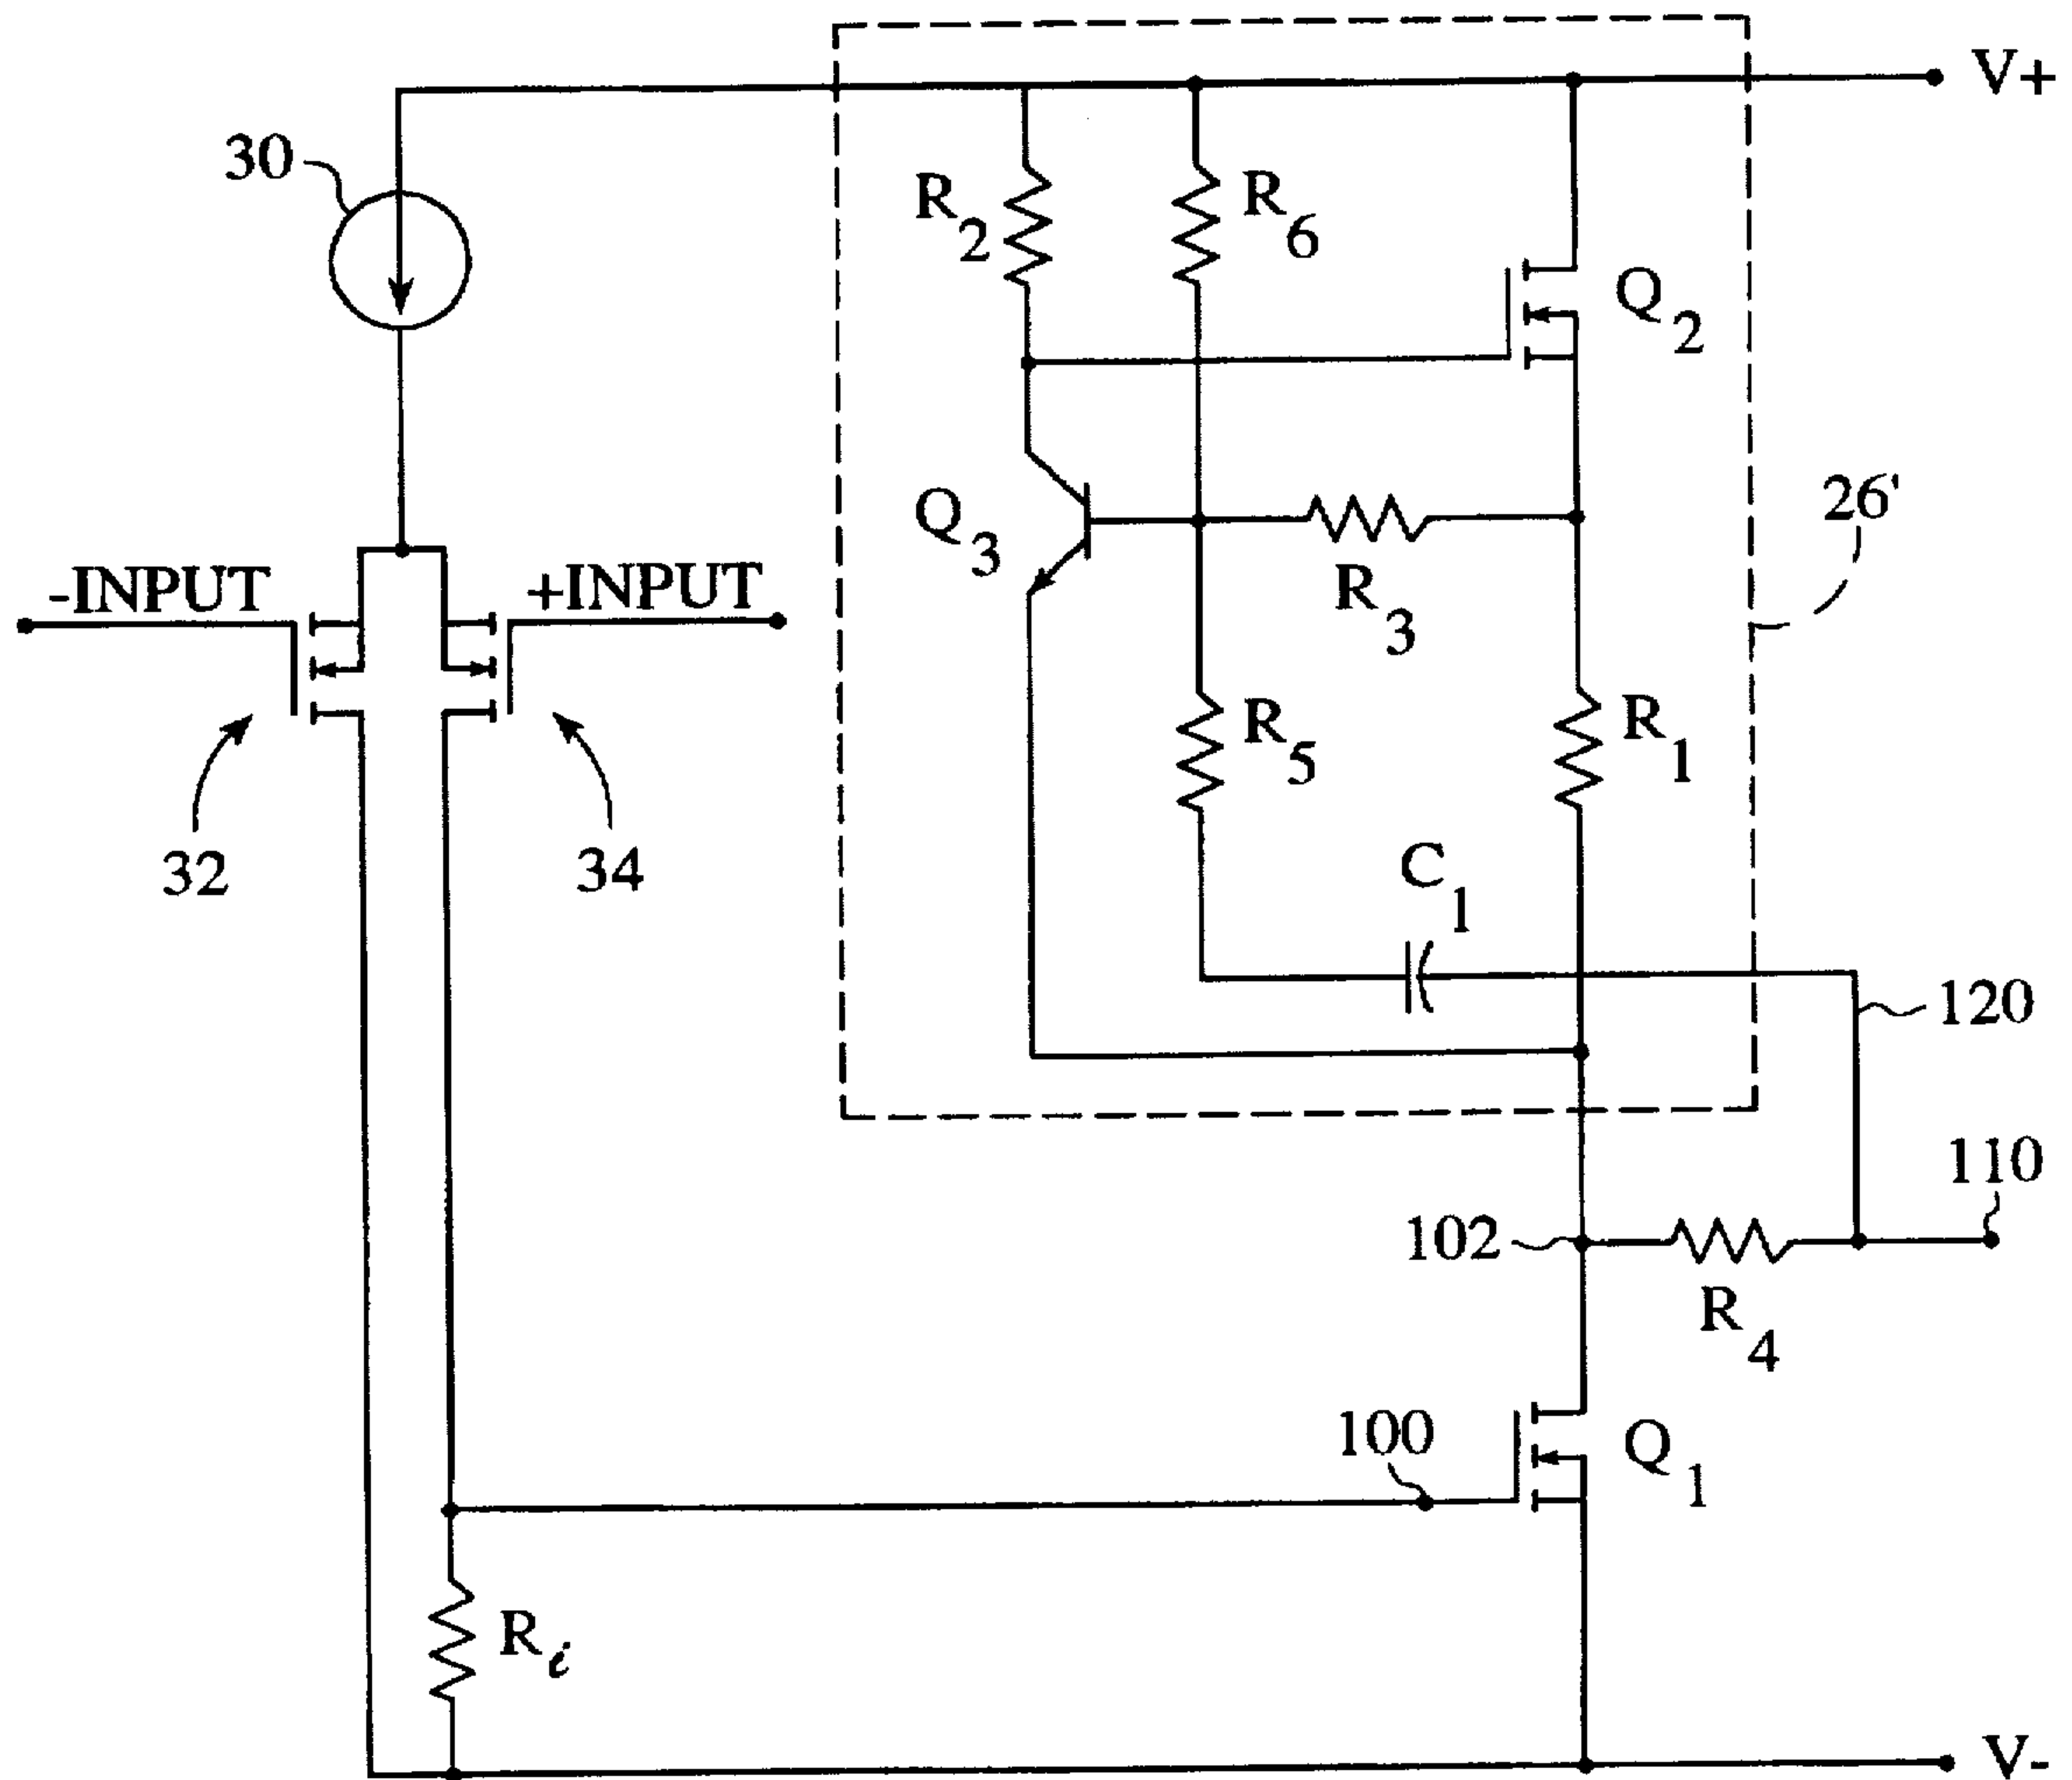 V+
30
R2
R6
Q2
26'
Q3
-INPUT
+INPUT
R3
R5
R1
32
34
C1
120
110
102
R4
100
Q1
Ri
V-